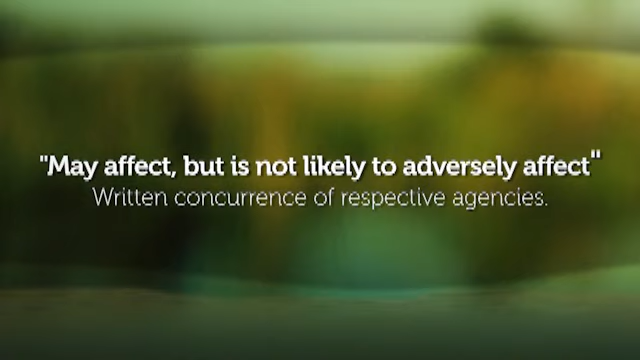 "May affect, but is not likely to adversely affect"
Written concurrence of respective agencies.